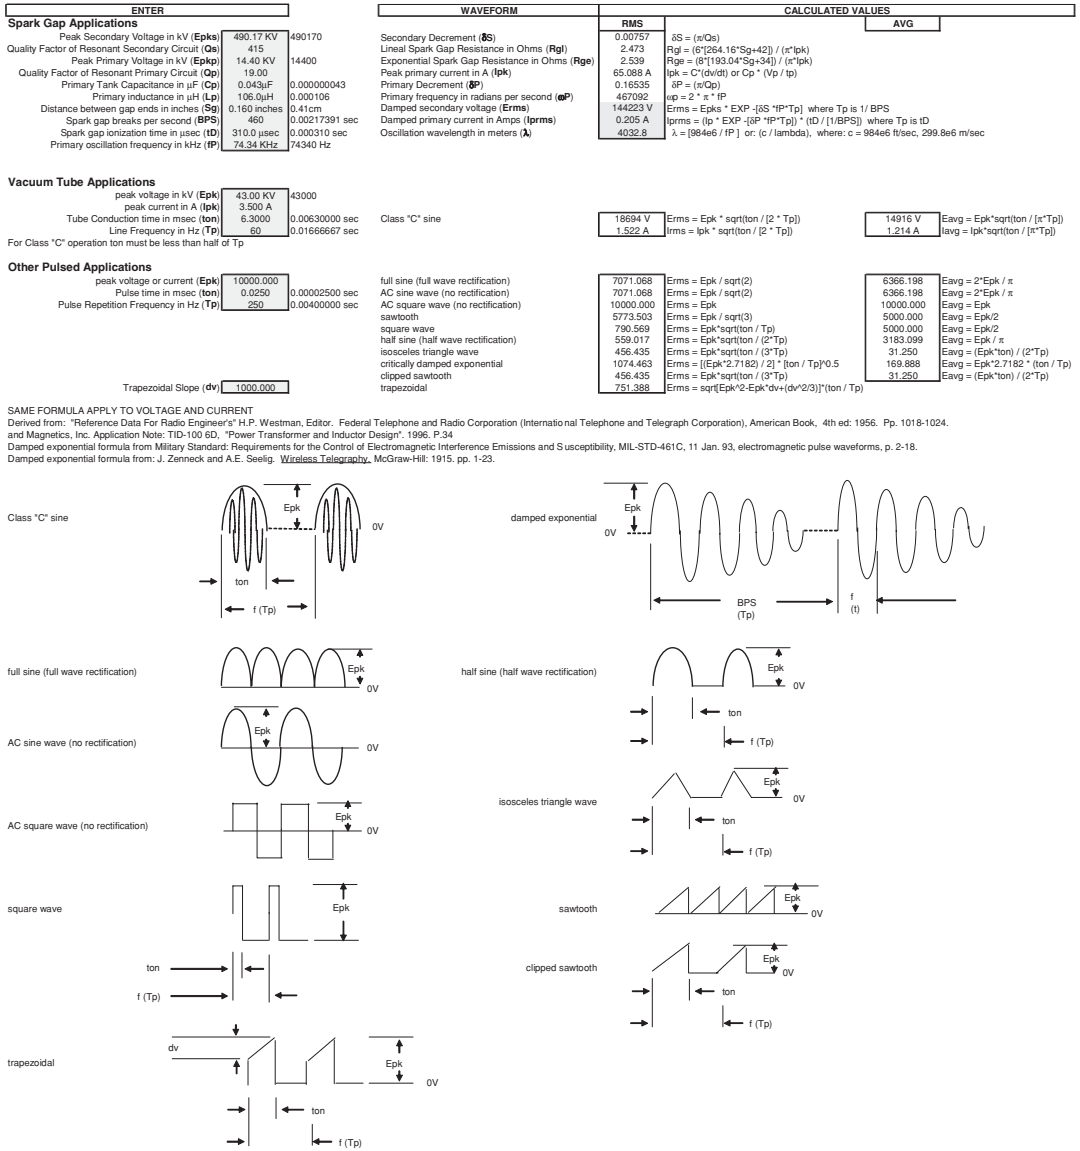 ENTER WAVEFORM CALCULATED VALUES
Spark Gap Applications RMS AVG
Peak Secondary Voltage in kV (Epks) 490.17 KV 490170 Secondary Decrement (δS) 0.00757 δS = (π/Qs)
Quality Factor of Resonant Secondary Circuit (Qs) 415 Lineal Spark Gap Resistance in Ohms (Rgl) 2.473 Rgl = (6*[264.16*Sg+42]) / (π*Ipk)
Peak Primary Voltage in kV (Epkp) 14.40 KV 14400 Exponential Spark Gap Resistance in Ohms (Rge) 2.539 Rge = (8*[193.04*Sg+34]) / (π*Ipk)
Quality Factor of Resonant Primary Circuit (Qp) 19.00 Peak primary current in A (Ipk) 65.088 A Ipk = C*(dv/dt) or Cp * (Vp / tp)
Primary Tank Capacitance in µF (Cp) 0.043µF 0.000000043 Primary Decrement (δP) 0.16535 δP = (π/Qp)
Primary inductance in µH (Lp) 106.0µH 0.000106 Primary frequency in radians per second (ωP) 467092 ωp = 2 * π * fP
Distance between gap ends in inches (Sg) 0.160 inches 0.41cm Damped secondary voltage (Erms) 144223 V Erms = Epks * EXP -[δS *fP*Tp] where Tp is 1/ BPS
Spark gap breaks per second (BPS) 460 0.00217391 sec Damped primary current in Amps (Iprms) 0.205 A Iprms = (Ip * EXP -[δP *fP*Tp]) * (tD / [1/BPS]) where Tp is tD
Spark gap ionization time in µsec (tD) 310.0 µsec 0.000310 sec Oscillation wavelength in meters (λ) 4032.8 λ = [984e6 / fP ] or: (c / lambda), where: c = 984e6 ft/sec, 299.8e6 m/sec
Primary oscillation frequency in kHz (fP) 74.34 KHz 74340 Hz
Vacuum Tube Applications
peak voltage in kV (Epk) 43.00 KV 43000
peak current in A (Ipk) 3.500 A
Tube Conduction time in msec (ton) 6.3000 0.00630000 sec Class "C" sine 18694 V Erms = Epk * sqrt(ton / [2 * Tp]) 14916 V Eavg = Epk*sqrt(ton / [π*Tp])
Line Frequency in Hz (Tp) 60 0.01666667 sec 1.522 A Irms = Ipk * sqrt(ton / [2 * Tp]) 1.214 A Iavg = Ipk*sqrt(ton / [π*Tp])
For Class "C" operation ton must be less than half of Tp
Other Pulsed Applications
peak voltage or current (Epk) 10000.000 full sine (full wave rectification) 7071.068 Erms = Epk / sqrt(2) 6366.198 Eavg = 2*Epk / π
Pulse time in msec (ton) 0.0250 0.00002500 sec AC sine wave (no rectification) 7071.068 Erms = Epk / sqrt(2) 6366.198 Eavg = 2*Epk / π
Pulse Repetition Frequency in Hz (Tp) 250 0.00400000 sec AC square wave (no rectification) 10000.000 Erms = Epk 10000.000 Eavg = Epk
sawtooth 5773.503 Erms = Epk / sqrt(3) 5000.000 Eavg = Epk/2
square wave 790.569 Erms = Epk*sqrt(ton / Tp) 5000.000 Eavg = Epk/2
half sine (half wave rectification) 559.017 Erms = Epk*sqrt(ton / (2*Tp) 3183.099 Eavg = Epk / π
isosceles triangle wave 456.435 Erms = Epk*sqrt(ton / (3*Tp) 31.250 Eavg = (Epk*ton) / (2*Tp)
critically damped exponential 1074.463 Erms = [(Epk*2.7182) / 2] * [ton / Tp]^0.5 169.888 Eavg = Epk*2.7182 * (ton / Tp)
clipped sawtooth 456.435 Erms = Epk*sqrt(ton / (3*Tp) 31.250 Eavg = (Epk*ton) / (2*Tp)
Trapezoidal Slope (dv) 1000.000 trapezoidal 751.388 Erms = sqrt[Epk^2-Epk*dv+(dv^2/3)]*(ton / Tp)
SAME FORMULA APPLY TO VOLTAGE AND CURRENT
Derived from: "Reference Data For Radio Engineer's" H.P. Westman, Editor. Federal Telephone and Radio Corporation (International Telephone and Telegraph Corporation), American Book, 4th ed: 1956. Pp. 1018-1024.
and Magnetics, Inc. Application Note: TID-100 6D, "Power Transformer and Inductor Design". 1996. P.34
Damped exponential formula from Military Standard: Requirements for the Control of Electromagnetic Interference Emissions and Susceptibility, MIL-STD-461C, 11 Jan. 93, electromagnetic pulse waveforms, p. 2-18.
Damped exponential formula from: J. Zenneck and A.E. Seelig. Wireless Telegraphy, McGraw-Hill: 1915. pp. 1-23.
Class "C" sine Epk 0V damped exponential Epk 0V
ton
f (Tp)
BPS f
(Tp) (t)
full sine (full wave rectification) Epk 0V half sine (half wave rectification) Epk 0V
ton
f (Tp)
AC sine wave (no rectification) Epk 0V
isosceles triangle wave Epk 0V
ton
f (Tp)
AC square wave (no rectification) Epk 0V
square wave Epk sawtooth Epk 0V
ton
f (Tp)
clipped sawtooth Epk 0V
ton
f (Tp)
trapezoidal dv Epk 0V
ton
f (Tp)